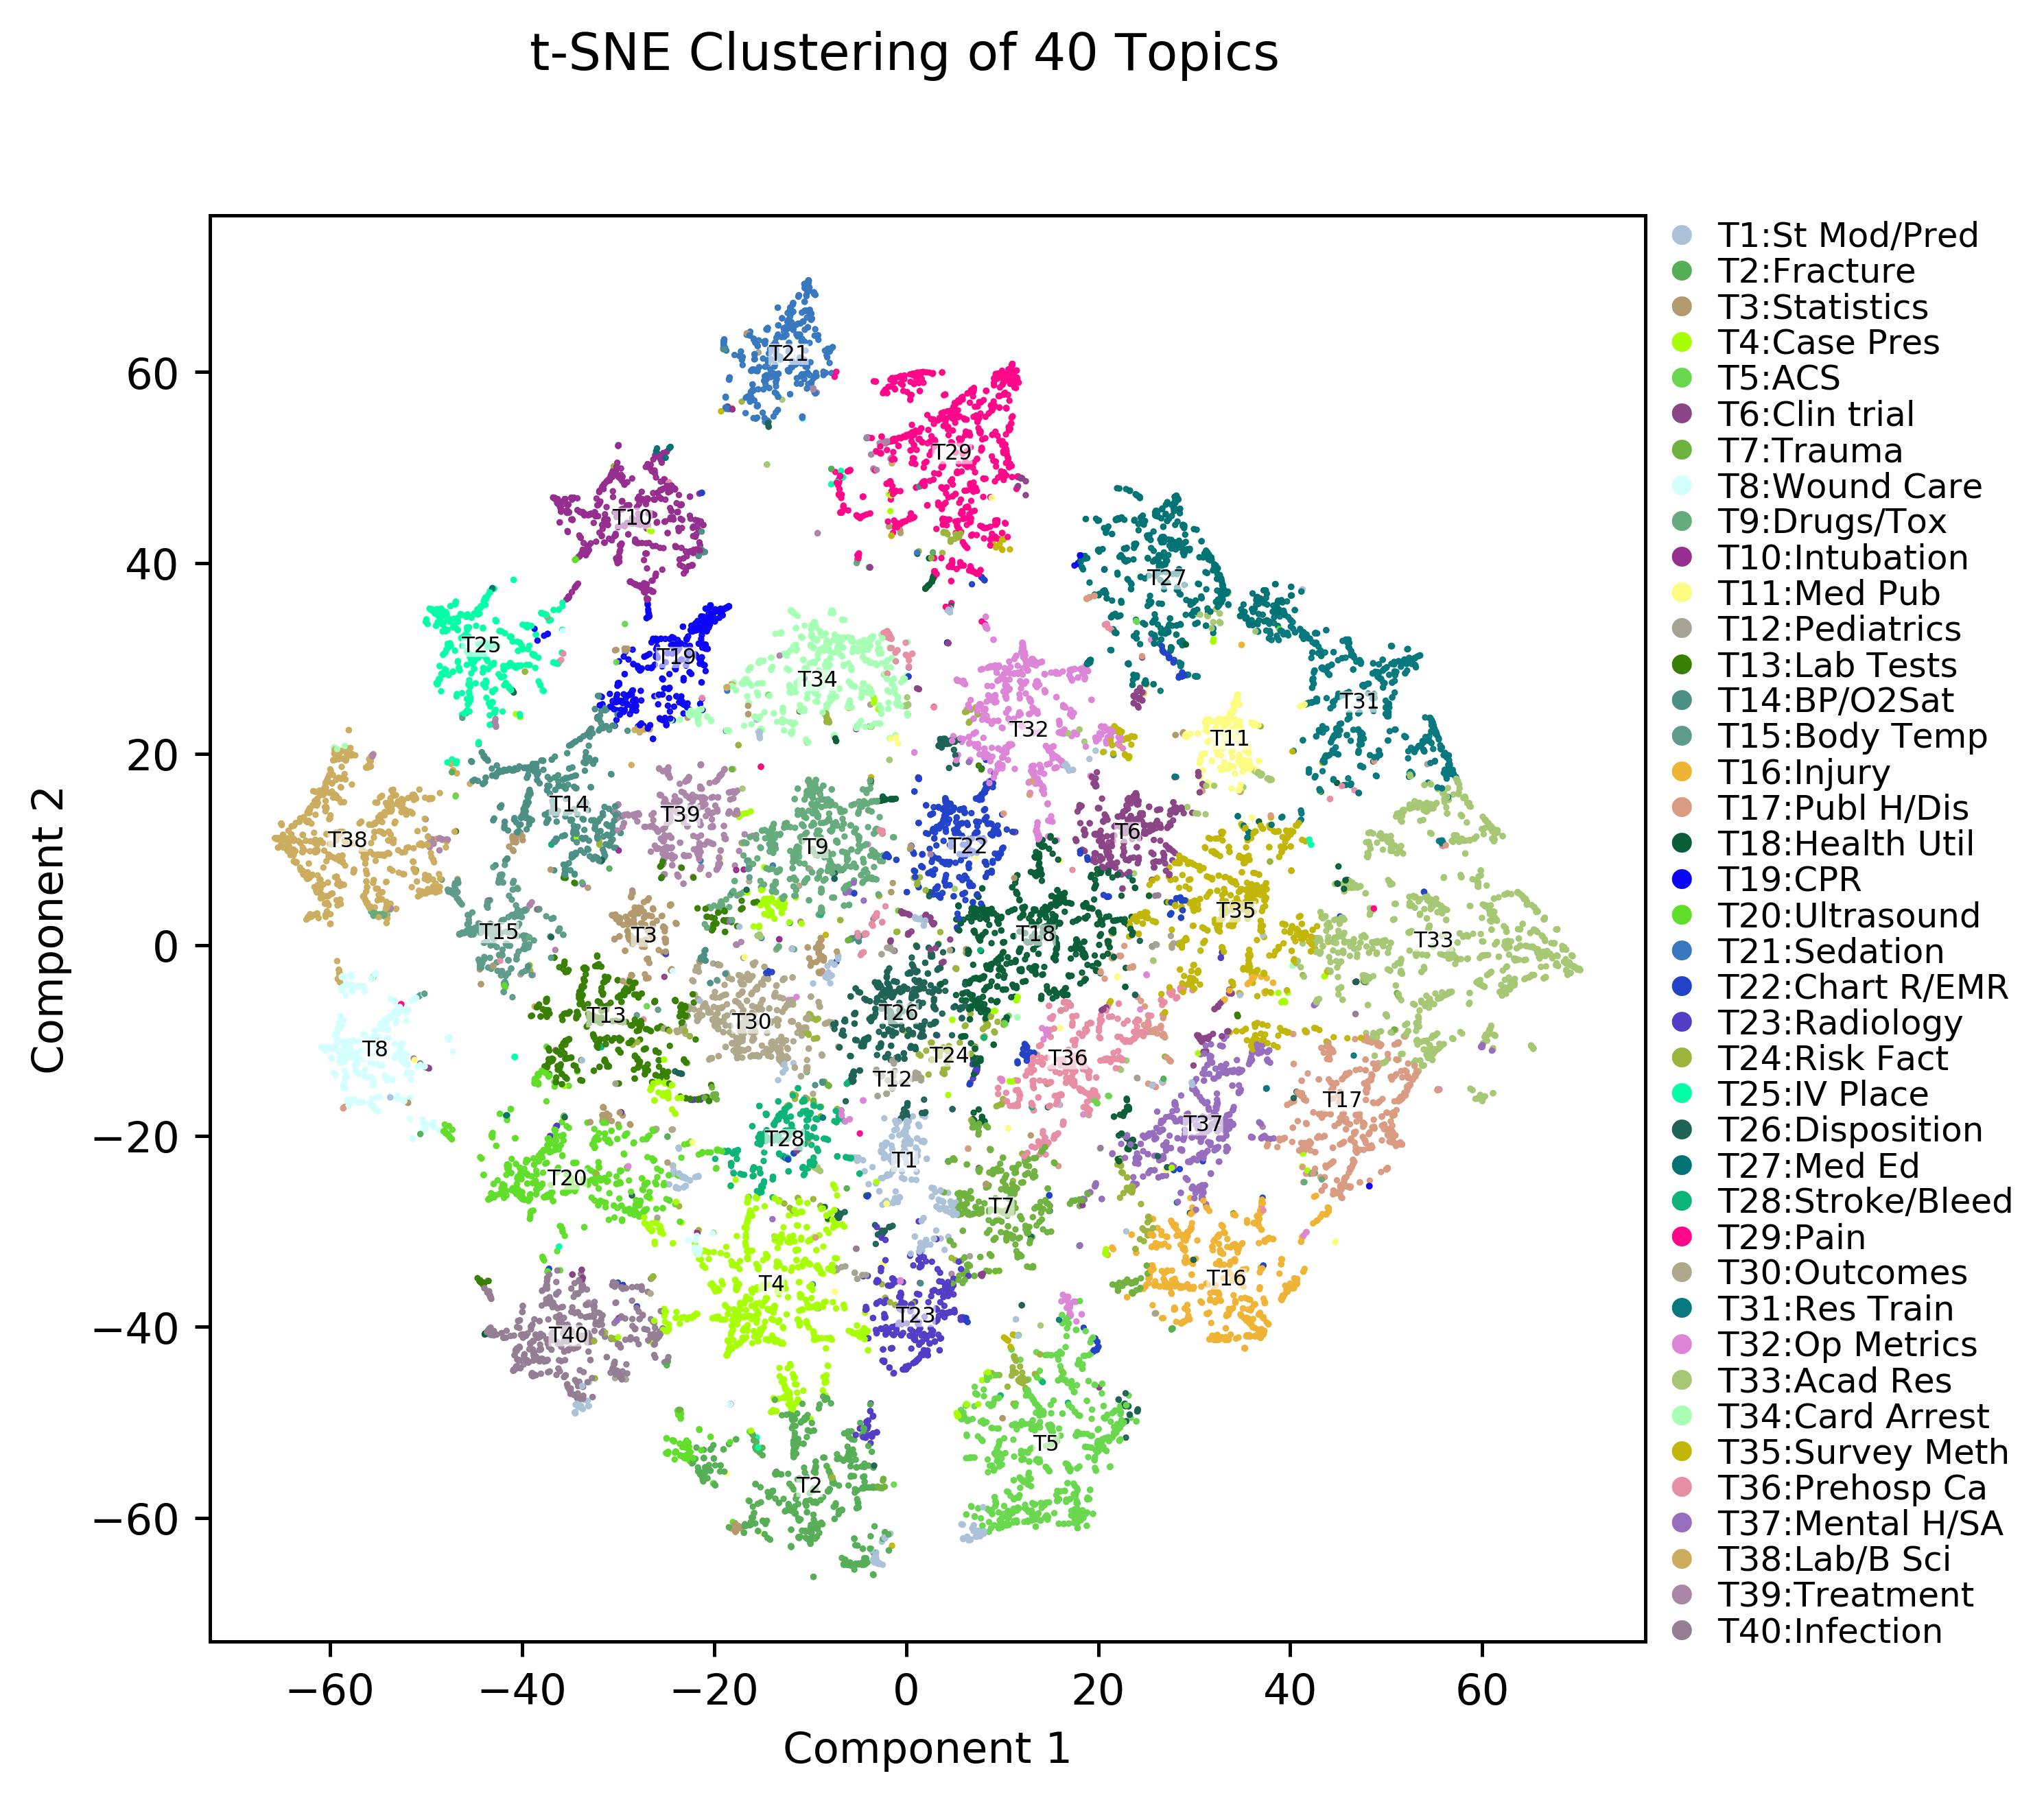 t-SNE Clustering of 40 Topics
T21
T29
T10
T27
T25
T19
T34
T31
T32
T11
T14
T39
T6
T38
T9
T22
T35
T15
T3
T18
T33
T13
T30
T26
T8
T24
T36
T12
T17
T28
T37
T1
T20
T7
T4
T16
T23
T40
T5
T2
60
40
20
0
−20
−40
−60
Component 2
−60
−40
−20
0
20
40
60
Component 1
T1:St Mod/Pred
T2:Fracture
T3:Statistics
T4:Case Pres
T5:ACS
T6:Clin trial
T7:Trauma
T8:Wound Care
T9:Drugs/Tox
T10:Intubation
T11:Med Pub
T12:Pediatrics
T13:Lab Tests
T14:BP/O2Sat
T15:Body Temp
T16:Injury
T17:Publ H/Dis
T18:Health Util
T19:CPR
T20:Ultrasound
T21:Sedation
T22:Chart R/EMR
T23:Radiology
T24:Risk Fact
T25:IV Place
T26:Disposition
T27:Med Ed
T28:Stroke/Bleed
T29:Pain
T30:Outcomes
T31:Res Train
T32:Op Metrics
T33:Acad Res
T34:Card Arrest
T35:Survey Meth
T36:Prehosp Ca
T37:Mental H/SA
T38:Lab/B Sci
T39:Treatment
T40:Infection